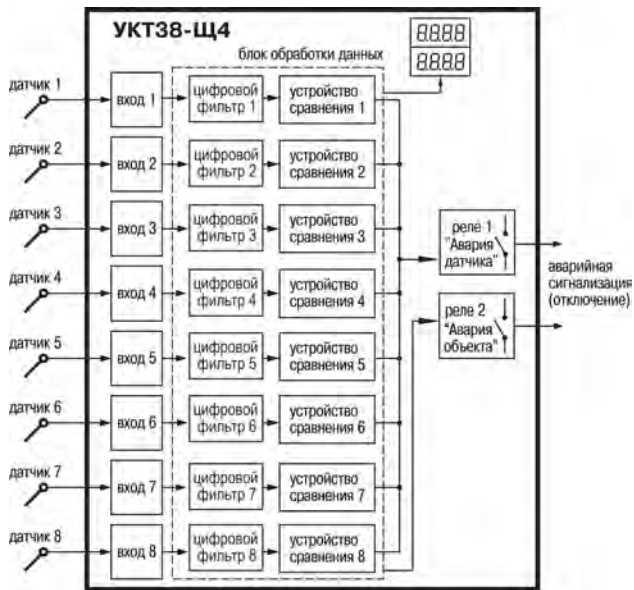 УКТ38-Щ4
8.8.8.8
8.8.8.8
блок обработки данных
датчик 1
вход 1
цифровой
фильтр 1
устройство
сравнения 1
датчик 2
вход 2
цифровой
фильтр 2
устройство
сравнения 2
датчик 3
вход 3
цифровой
фильтр 3
устройство
сравнения 3
реле 1
"Авария
датчика"
датчик 4
вход 4
цифровой
фильтр 4
устройство
сравнения 4
аварийная
сигнализация
(отключение)
реле 2
"Авария
объекта"
датчик 5
вход 5
цифровой
фильтр 5
устройство
сравнения 5
датчик 6
вход 6
цифровой
фильтр 6
устройство
сравнения 6
датчик 7
вход 7
цифровой
фильтр 7
устройство
сравнения 7
датчик 8
вход 8
цифровой
фильтр 8
устройство
сравнения 8